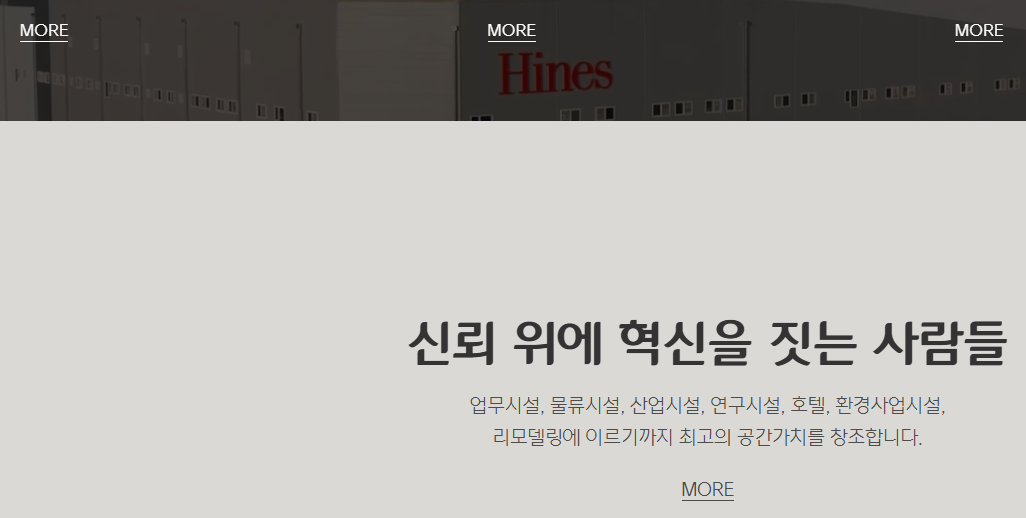 MORE MORE MORE
Hines
신뢰 위에 혁신을 짓는 사람들
업무시설, 물류시설, 산업시설, 연구시설, 호텔, 환경사업시설,
리모델링에 이르기까지 최고의 공간가치를 창조합니다.
MORE